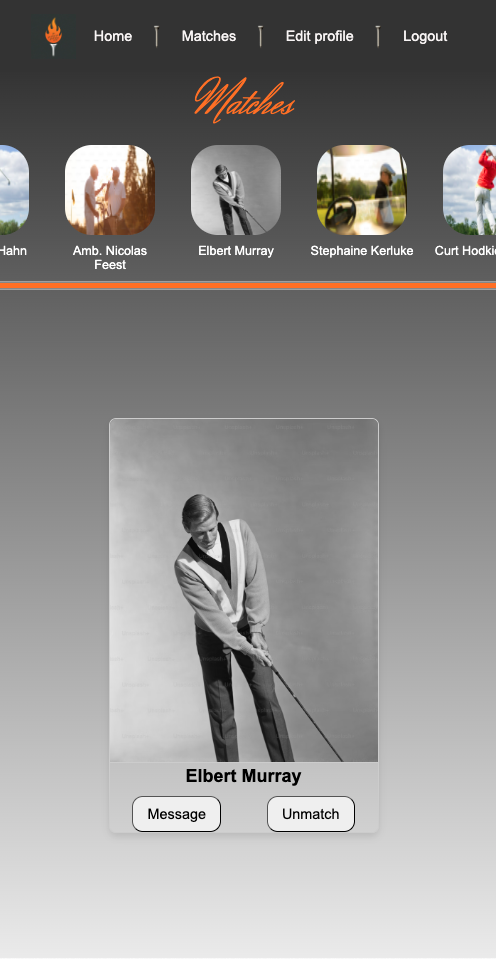 Home Matches Edit profile Logout
Matches
Hahn
Amb. Nicolas
Feest
Elbert Murray
Stephaine Kerluke
Curt Hodki
Elbert Murray
Message Unmatch